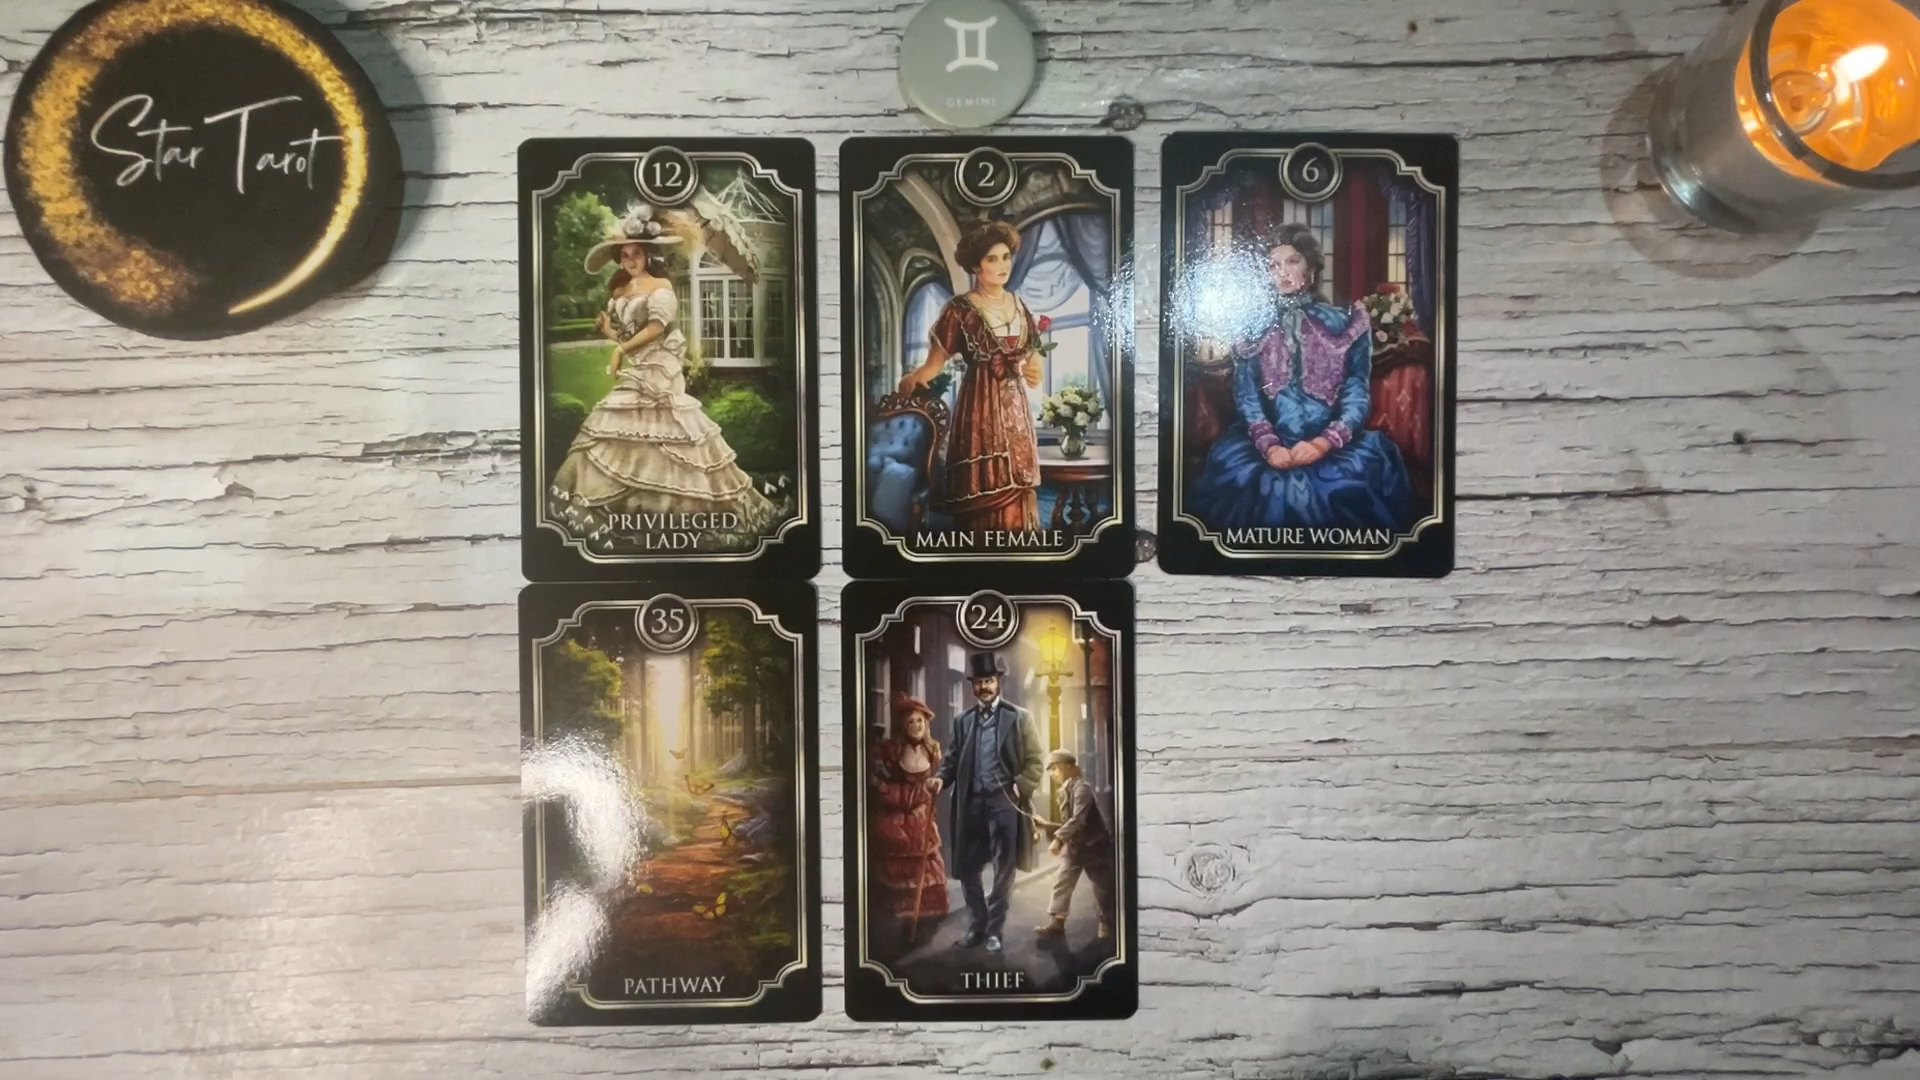 Star Tarot
GEMINI
12
PRIVILEGED
LADY
2
MAIN FEMALE
6
MATURE WOMAN
35
PATHWAY
24
THIEF